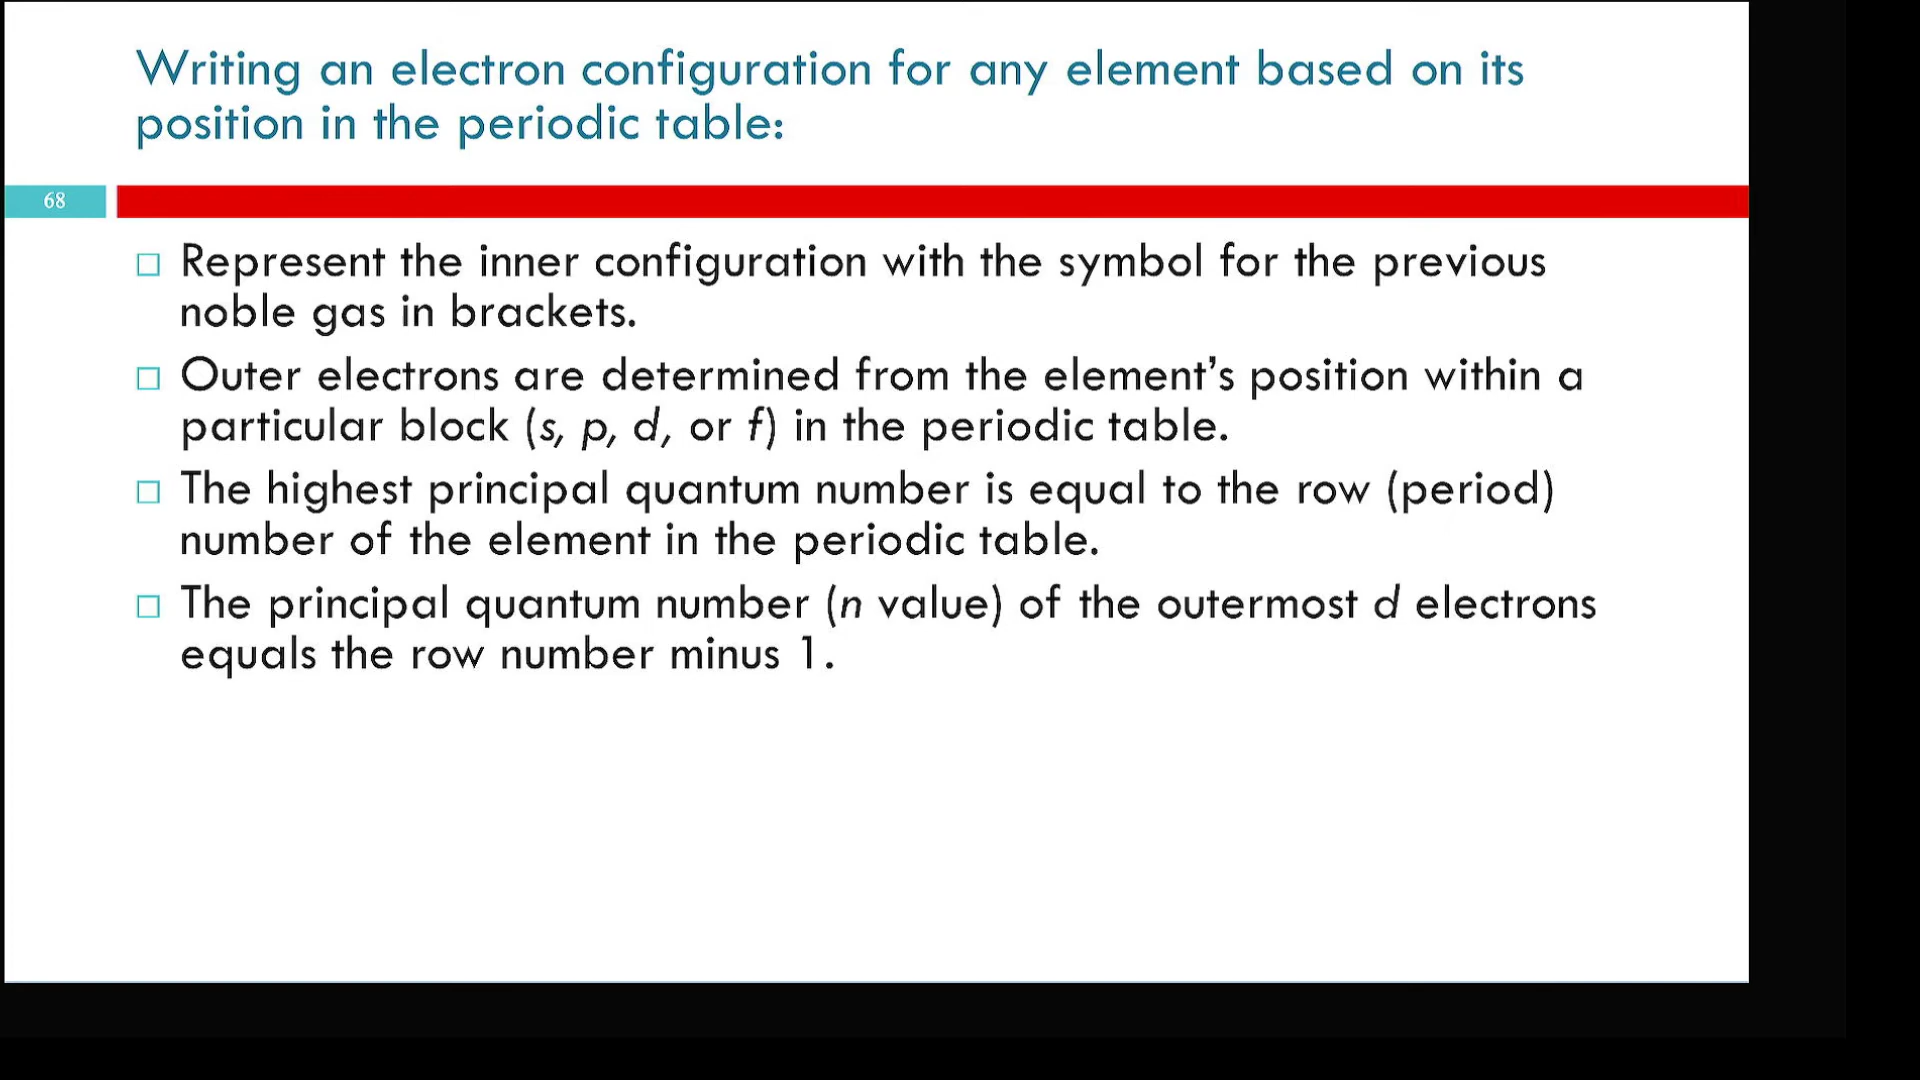 Writing an electron configuration for any element based on its
position in the periodic table:
68
Represent the inner configuration with the symbol for the previous
noble gas in brackets.
Outer electrons are determined from the element’s position within a
particular block (s, p, d, or f) in the periodic table.
The highest principal quantum number is equal to the row (period)
number of the element in the periodic table.
The principal quantum number (n value) of the outermost d electrons
equals the row number minus 1.